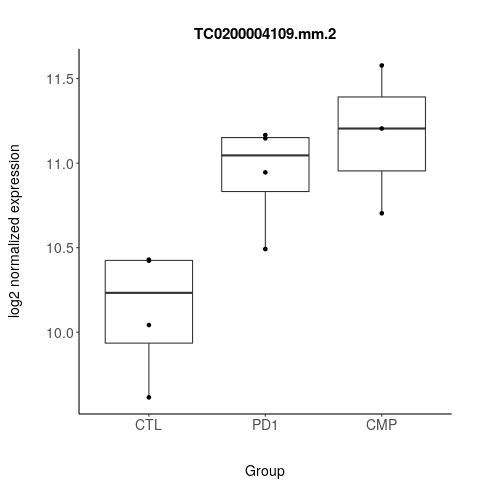 TC0200004109.mm.2
log2 normalized expression
11.5
11.0
10.5
10.0
CTL
PD1
CMP
Group